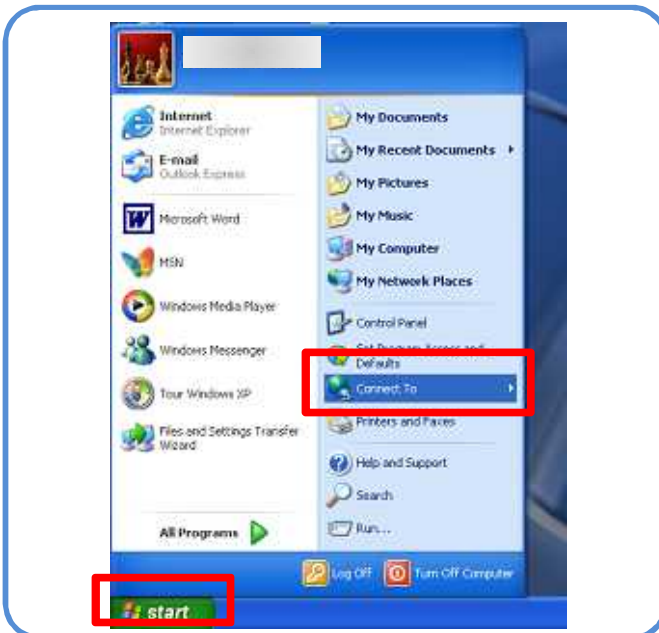 Internet
Internet Explorer
E-mail
Outlook Express
Microsoft Word
MSN
Windows Media Player
Windows Messenger
Tour Windows XP
Files and Settings Transfer
Wizard
All Programs
My Documents
My Recent Documents
My Pictures
My Music
My Computer
My Network Places
Control Panel
Set Program Access and
Defaults
Connect To
Printers and Faxes
Help and Support
Search
Run...
Log Off
Turn Off Computer
start